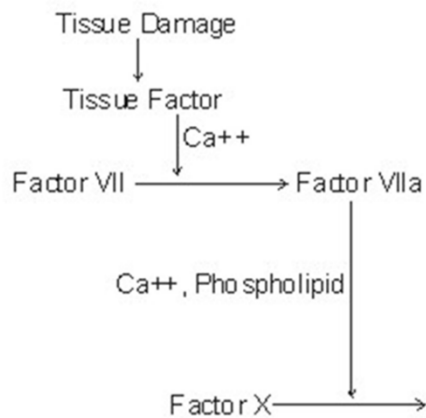 Tissue Damage
Tissue Factor
Ca++
Factor VII
Factor VIIa
Ca++, Phospholipid
Factor X